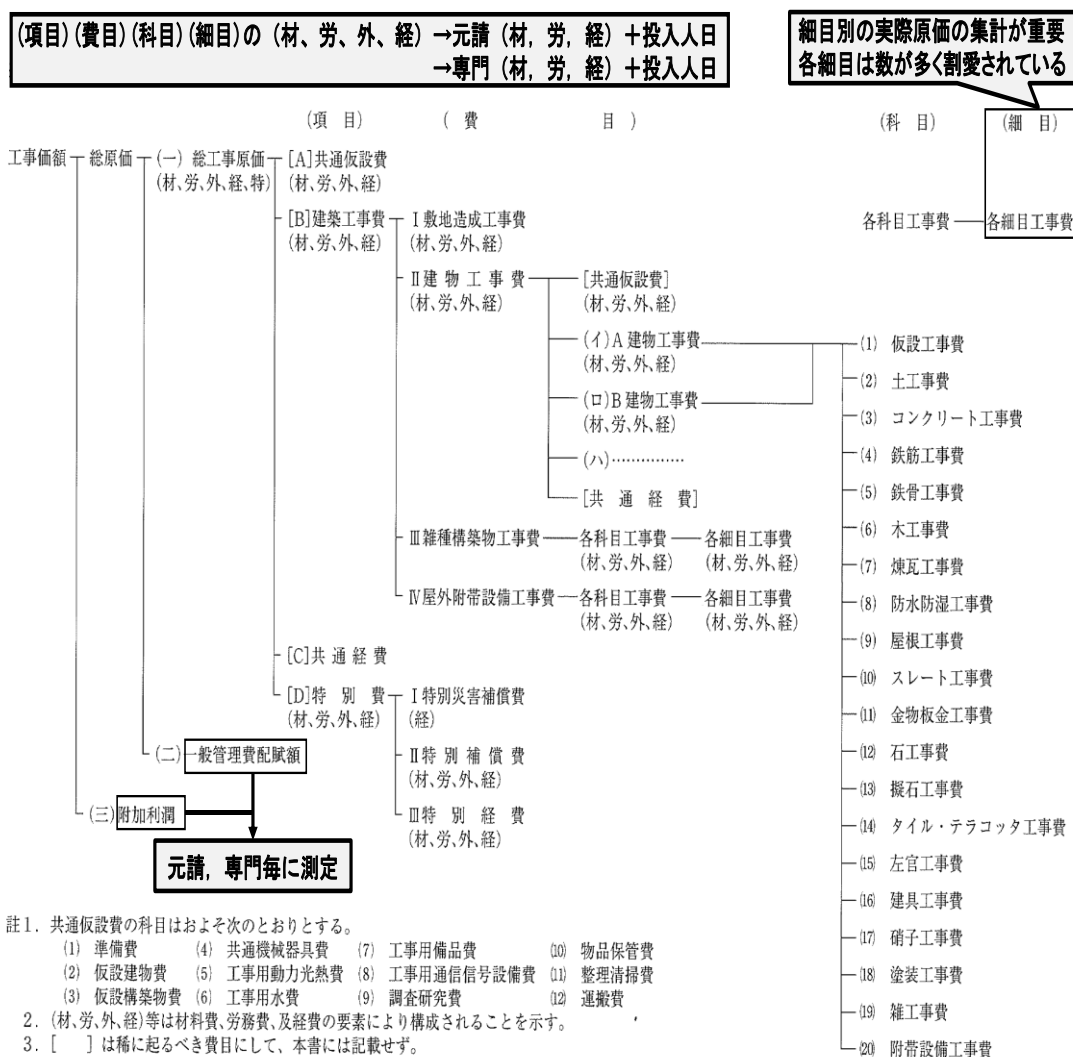 (項目)(費目)(科目)(細目)の(材、労、外、経)→元請(材,労,経)+投入人日
→専門(材,労,経)+投入人日
細目別の実際原価の集計が重要
各細目は数が多く割愛されている
(項 目) (費 目) (科 目) (細 目)
工事価額 総原価 (一) 総工事原価 [A]共通仮設費
(材、労、外、経、特) (材、労、外、経)
[B]建築工事費 Ⅰ敷地造成工事費 各科目工事費 各細目工事費
(材、労、外、経) (材、労、外、経)
Ⅱ建物工事費 [共通仮設費]
(材、労、外、経) (材、労、外、経)
(イ)A建物工事費 (1) 仮設工事費
(材、労、外、経)
(2) 土工事費
(ロ)B建物工事費
(材、労、外、経)
(3) コンクリート工事費
(ハ)……………
(4) 鉄筋工事費
[共通経費]
(5) 鉄骨工事費
Ⅲ雑種構築物工事費 各科目工事費 各細目工事費
(材、労、外、経) (材、労、外、経)
(6) 木工事費
(7) 煉瓦工事費
Ⅳ屋外附帯設備工事費 各科目工事費 各細目工事費
(材、労、外、経) (材、労、外、経)
(8) 防水防湿工事費
(9) 屋根工事費
[C]共通経費
(10) スレート工事費
[D]特別費 Ⅰ特別災害補償費
(材、労、外、経) (経)
(11) 金物板金工事費
(二)一般管理費配賦額 Ⅱ特別補償費
(材、労、外、経)
(12) 石工事費
(13) 擬石工事費
(三)附加利潤 Ⅲ特別経費
(材、労、外、経)
(14) タイル・テラコッタ工事費
元請,専門毎に測定
(15) 左官工事費
(16) 建具工事費
(17) 硝子工事費
(18) 塗装工事費
(19) 雑工事費
(20) 附帯設備工事費
註1.共通仮設費の科目はおよそ次のとおりとする。
(1) 準備費 (4) 共通機械器具費 (7) 工事用備品費 (10) 物品保管費
(2) 仮設建物費 (5) 工事用動力光熱費 (8) 工事用通信信号設備費 (11) 整理清掃費
(3) 仮設構築物費 (6) 工事用水費 (9) 調査研究費 (12) 運搬費
2.(材、労、外、経)等は材料費、労務費、及経費の要素により構成されることを示す。
3.[ ]は稀に起るべき費目にして、本書には記載せず。